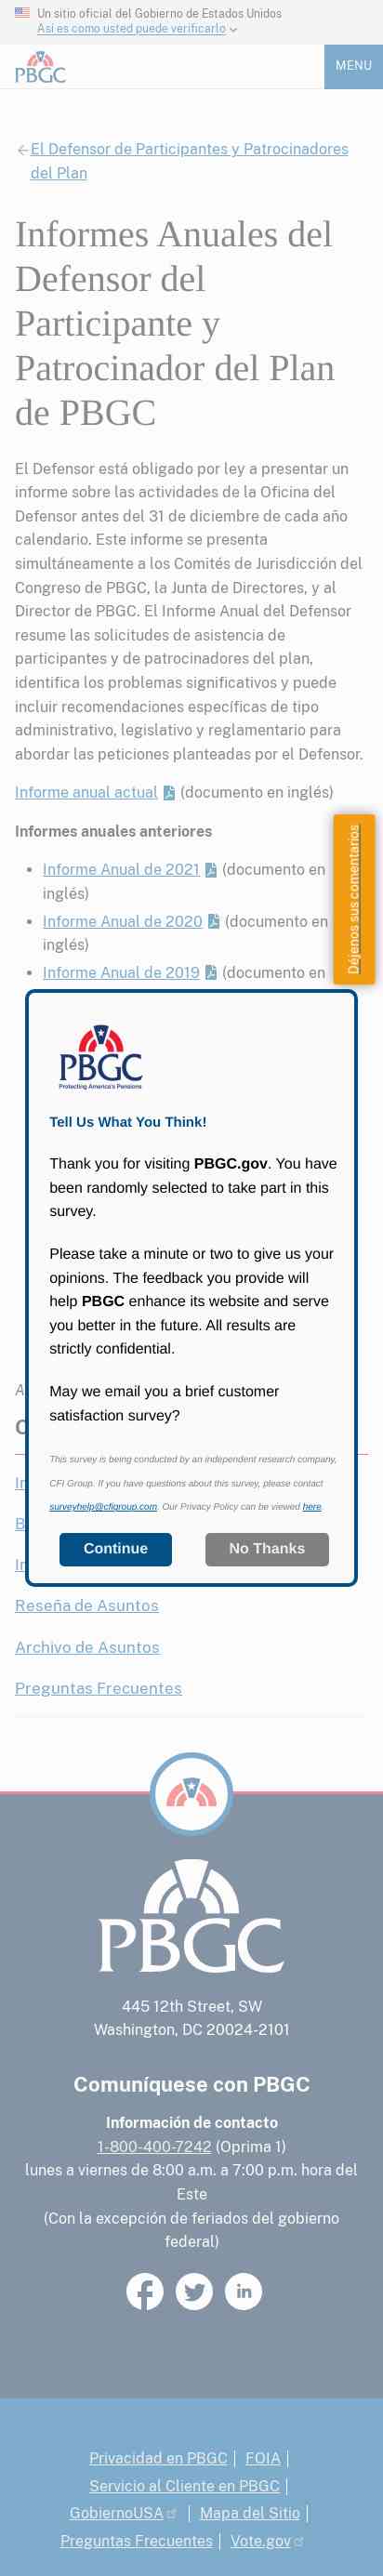 Un sitio oficial del Gobierno de Estados Unidos
Así es como usted puede verificarlo
PBGC
MENU
El Defensor de Participantes y Patrocinadores
del Plan
Informes Anuales del
Defensor del
Participante y
Patrocinador del Plan
de PBGC
El Defensor está obligado por ley a presentar un
informe sobre las actividades de la Oficina del
Defensor antes del 31 de diciembre de cada año
calendario. Este informe se presenta
simultáneamente a los Comités de Jurisdicción del
Congreso de PBGC, la Junta de Directores, y al
Director de PBGC. El Informe Anual del Defensor
resume las solicitudes de asistencia de
participantes y de patrocinadores del plan,
identifica los problemas significativos y puede
incluir recomendaciones específicas de tipo
administrativo, legislativo y reglamentario para
abordar las peticiones planteadas por el Defensor.
Informe anual actual (documento en inglés)
Informes anuales anteriores
Informe Anual de 2021 (documento en
inglés)
Informe Anual de 2020 (documento en
inglés)
Informe Anual de 2019 (documento en
Déjenos sus comentarios
PBGC
Protecting America's Pensions
Tell Us What You Think!
Thank you for visiting PBGC.gov. You have
been randomly selected to take part in this
survey.
Please take a minute or two to give us your
opinions. The feedback you provide will
help PBGC enhance its website and serve
you better in the future. All results are
strictly confidential.
May we email you a brief customer
satisfaction survey?
This survey is being conducted by an independent research company,
CFI Group. If you have questions about this survey, please contact
surveyhelp@cfigroup.com. Our Privacy Policy can be viewed here.
Continue
No Thanks
Reseña de Asuntos
Archivo de Asuntos
Preguntas Frecuentes
PBGC
445 12th Street, SW
Washington, DC 20024-2101
Comuníquese con PBGC
Información de contacto
1-800-400-7242 (Oprima 1)
lunes a viernes de 8:00 a.m. a 7:00 p.m. hora del
Este
(Con la excepción de feriados del gobierno
federal)
Privacidad en PBGC | FOIA |
Servicio al Cliente en PBGC |
GobiernoUSA | Mapa del Sitio |
Preguntas Frecuentes | Vote.gov